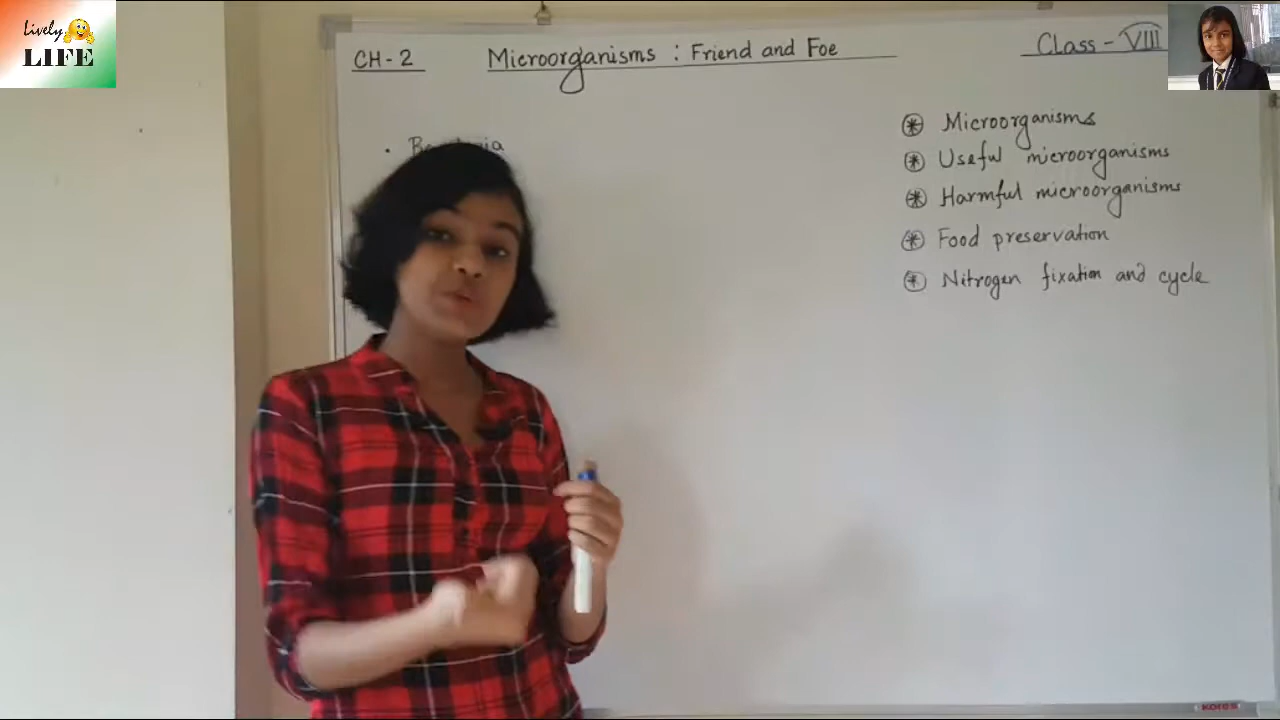 Lively
LIFE
CH-2
Microorganisms : Friend and Foe
Class - VIII
Microorganisms
Useful microorganisms
Harmful microorganisms
Food preservation
Nitrogen fixation and cycle
KORES